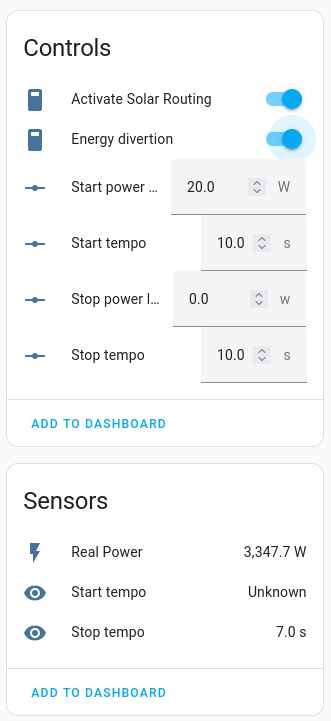 Controls
Activate Solar Routing
Energy divertion
Start power ... 20.0 W
Start tempo 10.0 s
Stop power l... 0.0 w
Stop tempo 10.0 s
ADD TO DASHBOARD
Sensors
Real Power 3,347.7 W
Start tempo Unknown
Stop tempo 7.0 s
ADD TO DASHBOARD